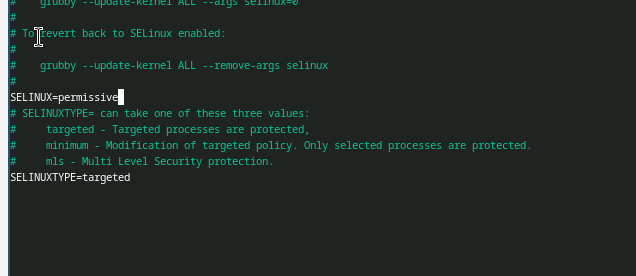 #    grubby --update-kernel ALL --args selinux=0
#
# To revert back to SELinux enabled:
#
#    grubby --update-kernel ALL --remove-args selinux
#
SELINUX=permissive
# SELINUXTYPE= can take one of these three values:
#     targeted - Targeted processes are protected,
#     minimum - Modification of targeted policy. Only selected processes are protected.
#     mls - Multi Level Security protection.
SELINUXTYPE=targeted